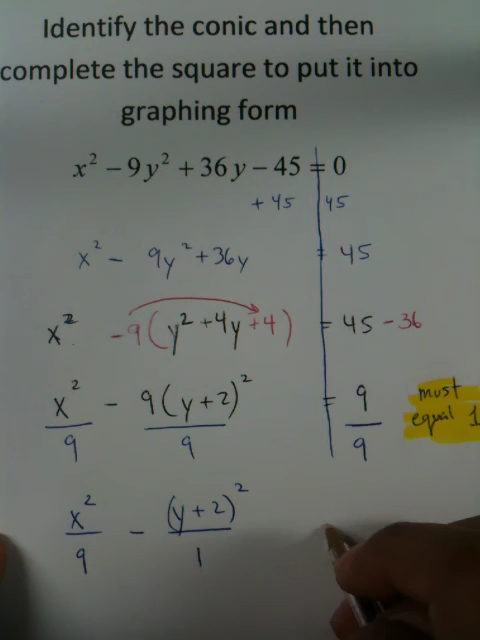 Identify the conic and then
complete the square to put it into
graphing form
x² − 9y² + 36y − 45 = 0
+ 45 45
x² − 9y² + 36y = 45
x² − 9(y² + 4y + 4) = 45 − 36
x²/9 − 9(y + 2)²/9 = 9/9 must equal 1
x²/9 − (y + 2)²/1